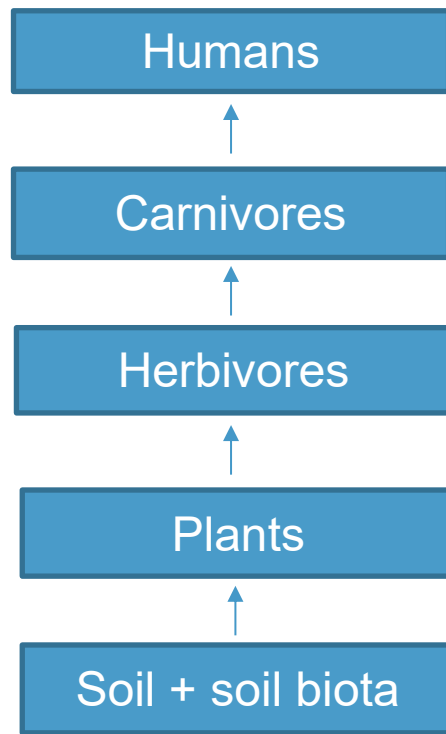 Humans
Carnivores
Herbivores
Plants
Soil + soil biota